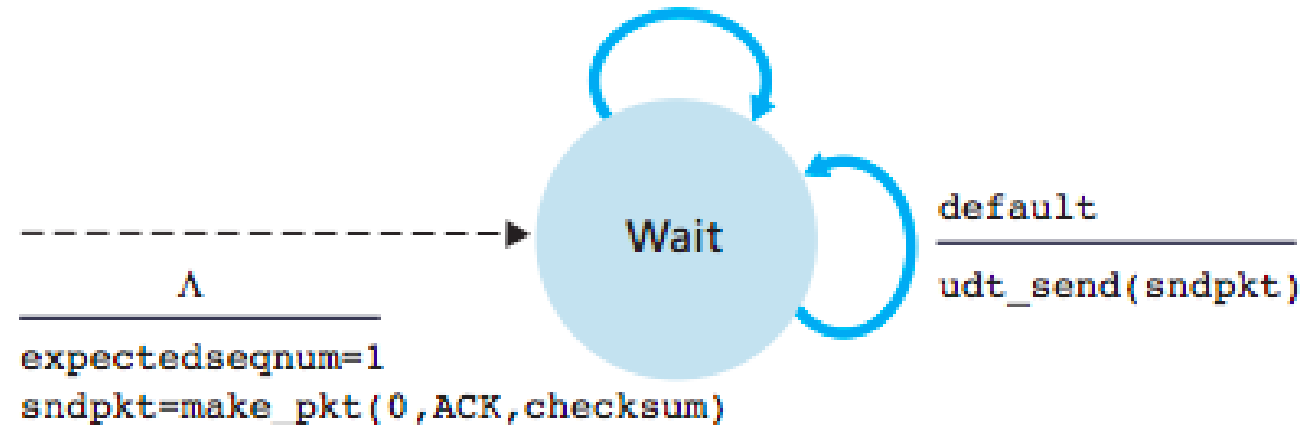 Wait
default
udt_send(sndpkt)
Λ
expectedseqnum=1
sndpkt=make_pkt(0,ACK,checksum)